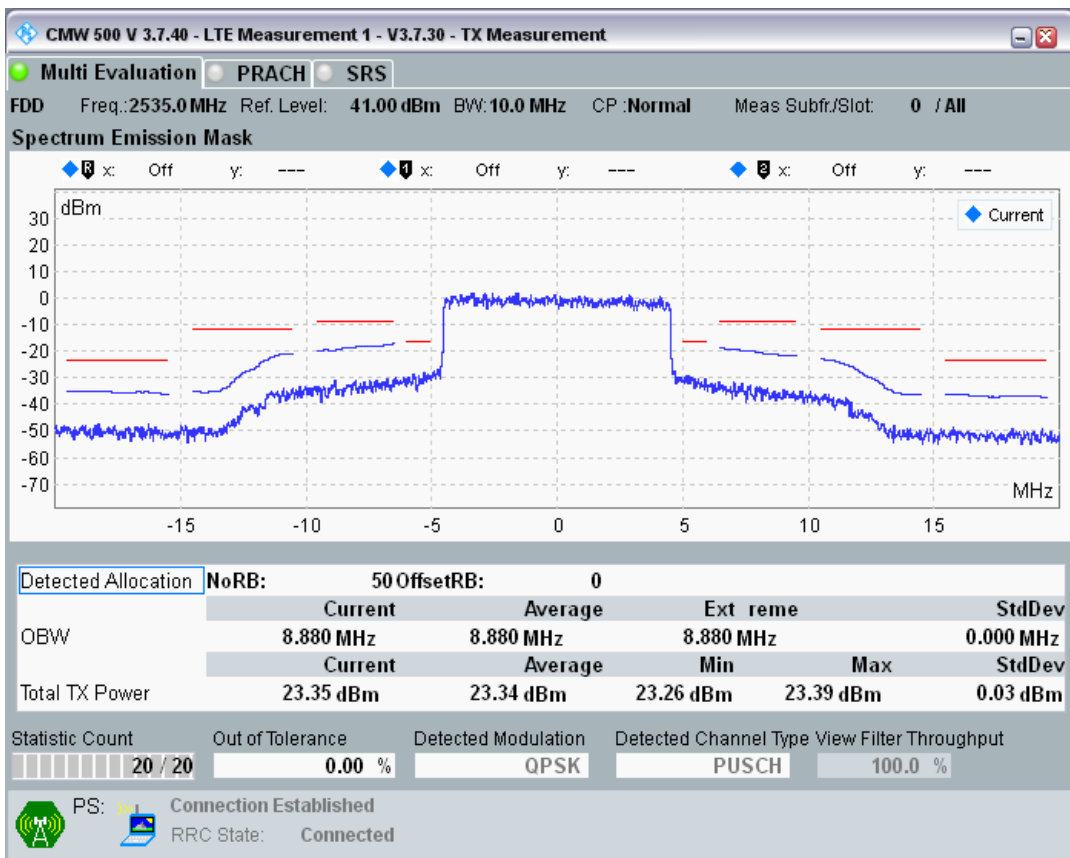 CMW 500 V 3.7.40 - LTE Measurement 1 - V3.7.30 - TX Measurement
Multi Evaluation PRACH SRS
FDD Freq.:2535.0 MHz Ref. Level: 41.00 dBm BW:10.0 MHz CP :Normal Meas Subfr./Slot: 0 / All
Spectrum Emission Mask
R x: Off y: --- 1 x: Off y: --- 2 x: Off y: ---
dBm
Current
30
20
10
0
-10
-20
-30
-40
-50
-60
-70
MHz
-15 -10 -5 0 5 10 15
Detected Allocation NoRB: 50 OffsetRB: 0
Current Average Ext reme StdDev
OBW 8.880 MHz 8.880 MHz 8.880 MHz 0.000 MHz
Current Average Min Max StdDev
Total TX Power 23.35 dBm 23.34 dBm 23.26 dBm 23.39 dBm 0.03 dBm
Statistic Count Out of Tolerance Detected Modulation Detected Channel Type View Filter Throughput
20 / 20 0.00 % QPSK PUSCH 100.0 %
PS: Connection Established
RRC State: Connected